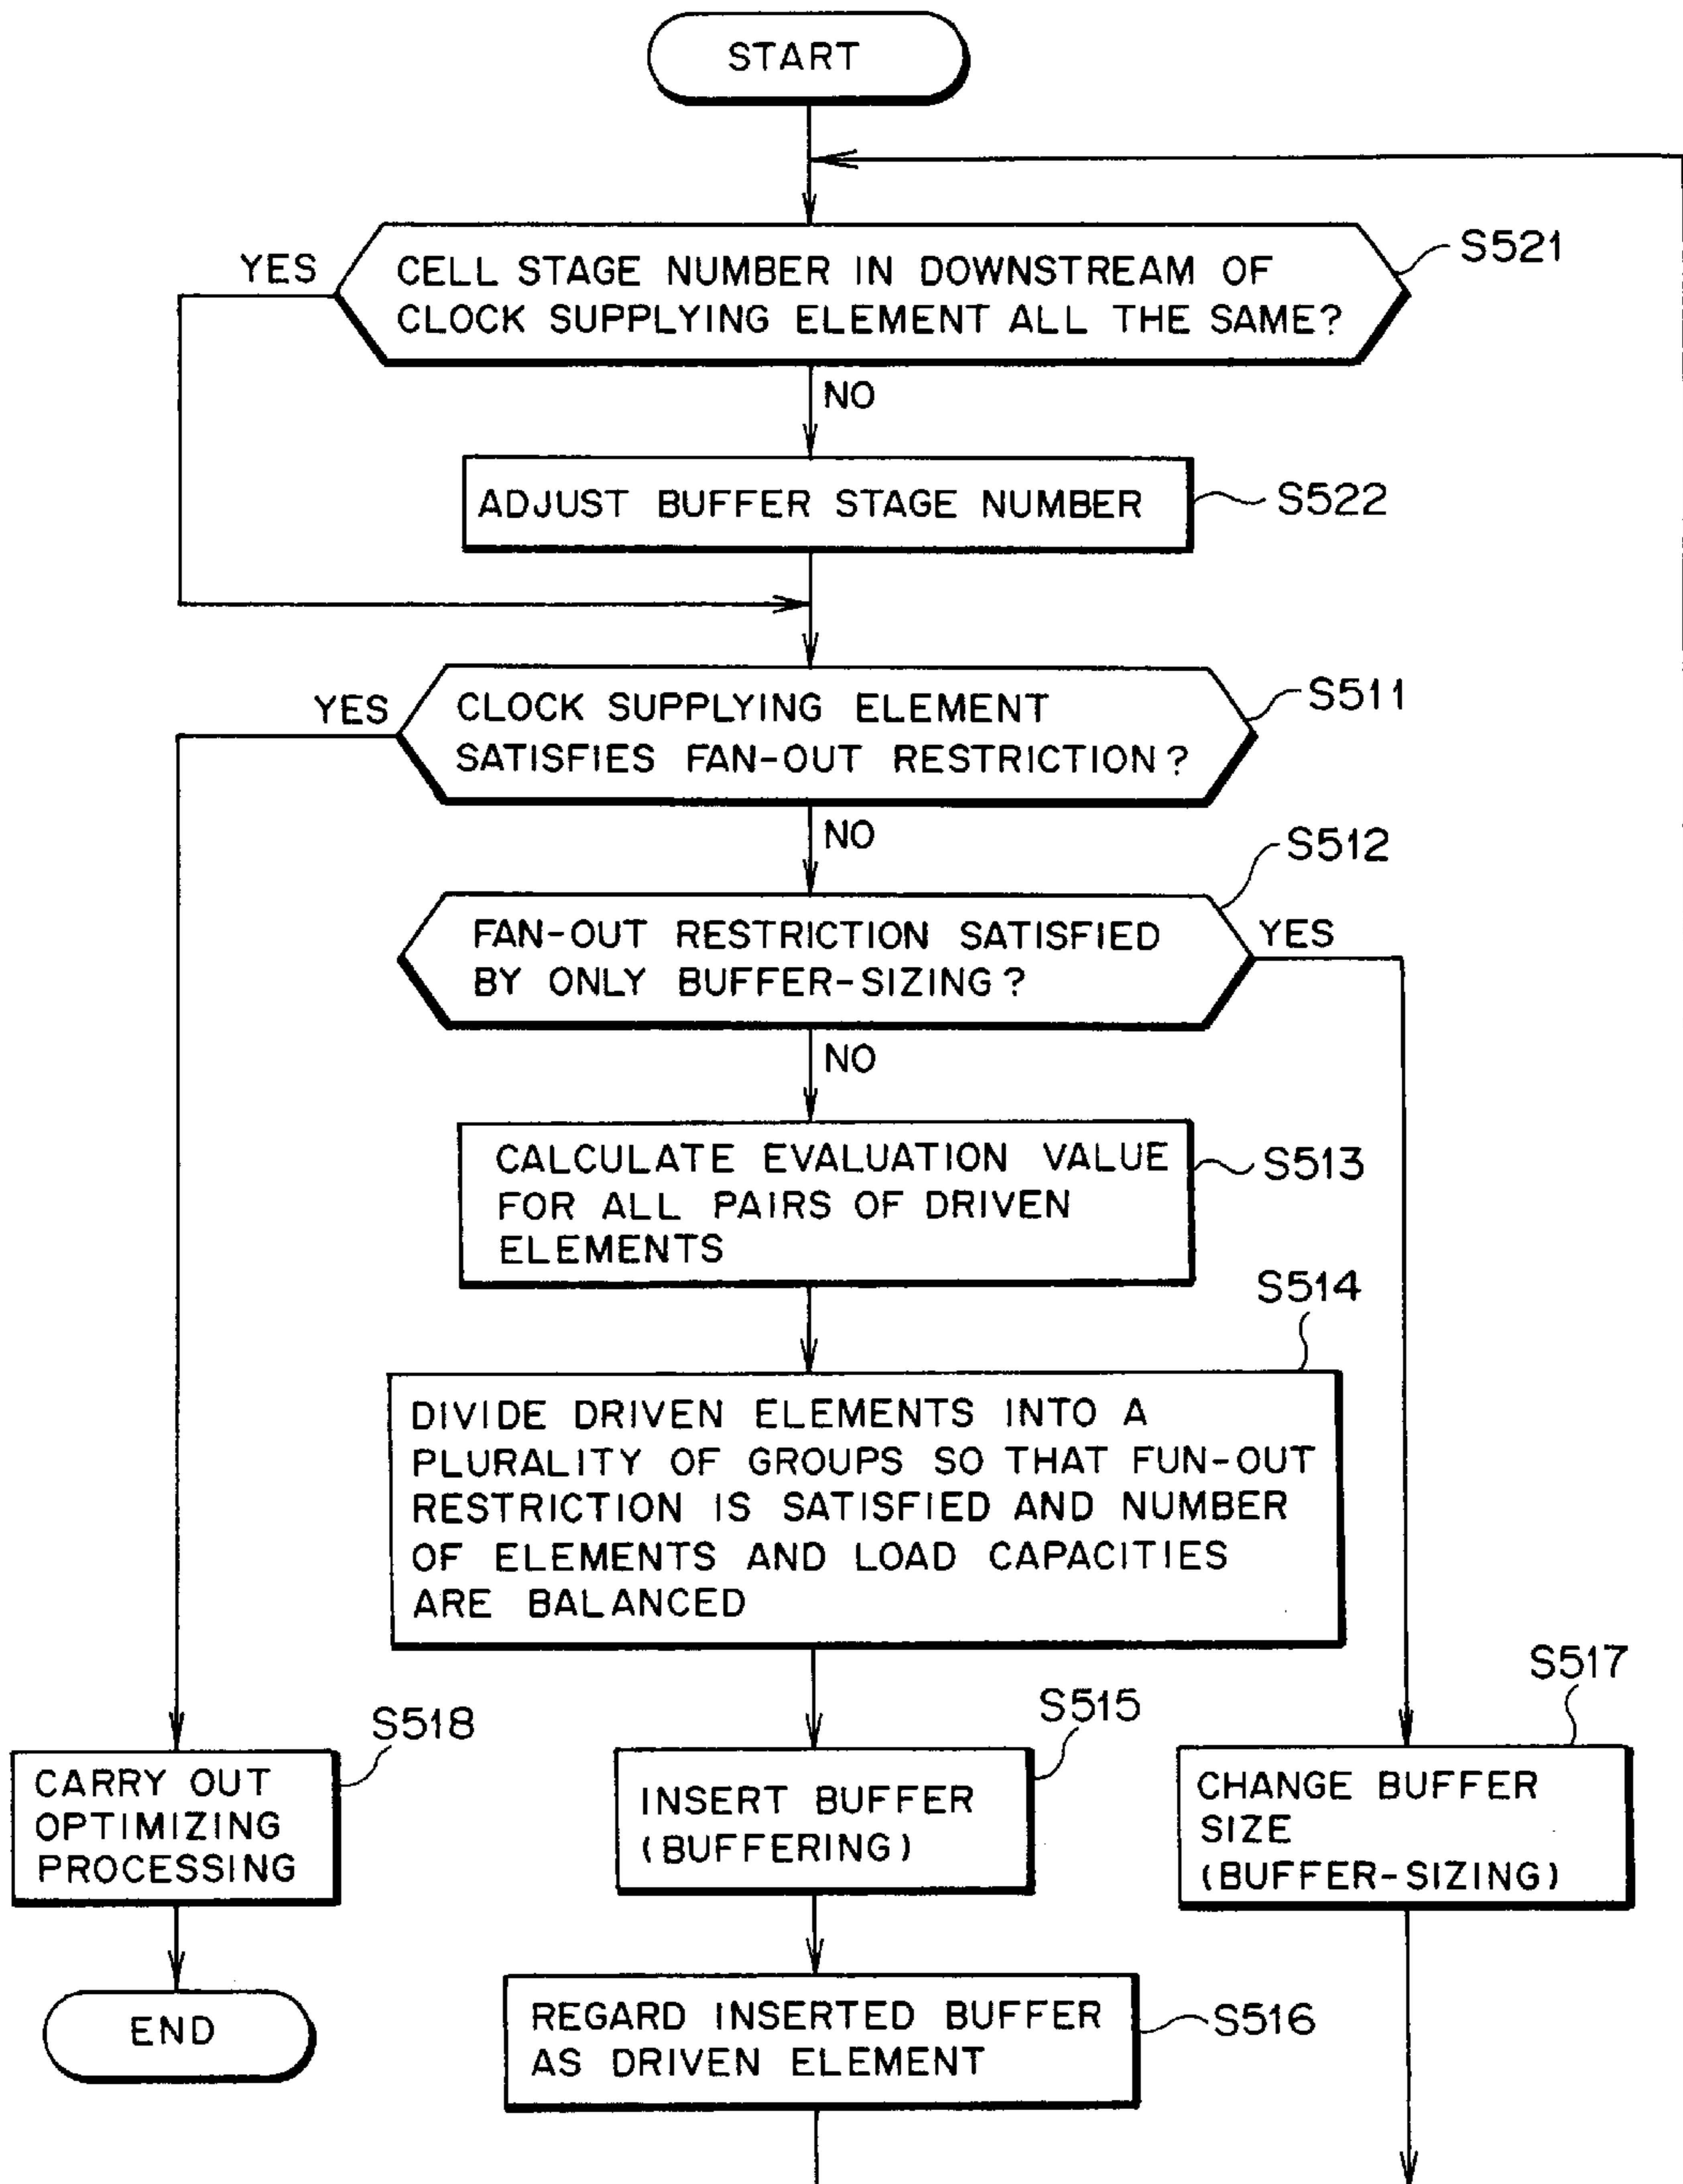 START
YES
CELL STAGE NUMBER IN DOWNSTREAM OF
CLOCK SUPPLYING ELEMENT ALL THE SAME?
S521
NO
ADJUST BUFFER STAGE NUMBER
S522
YES
CLOCK SUPPLYING ELEMENT
SATISFIES FAN-OUT RESTRICTION?
S511
NO
S512
FAN-OUT RESTRICTION SATISFIED
BY ONLY BUFFER-SIZING?
YES
NO
CALCULATE EVALUATION VALUE
FOR ALL PAIRS OF DRIVEN
ELEMENTS
S513
S514
DIVIDE DRIVEN ELEMENTS INTO A
PLURALITY OF GROUPS SO THAT FUN-OUT
RESTRICTION IS SATISFIED AND NUMBER
OF ELEMENTS AND LOAD CAPACITIES
ARE BALANCED
S518
CARRY OUT
OPTIMIZING
PROCESSING
S515
INSERT BUFFER
(BUFFERING)
S517
CHANGE BUFFER
SIZE
(BUFFER-SIZING)
END
REGARD INSERTED BUFFER
AS DRIVEN ELEMENT
S516